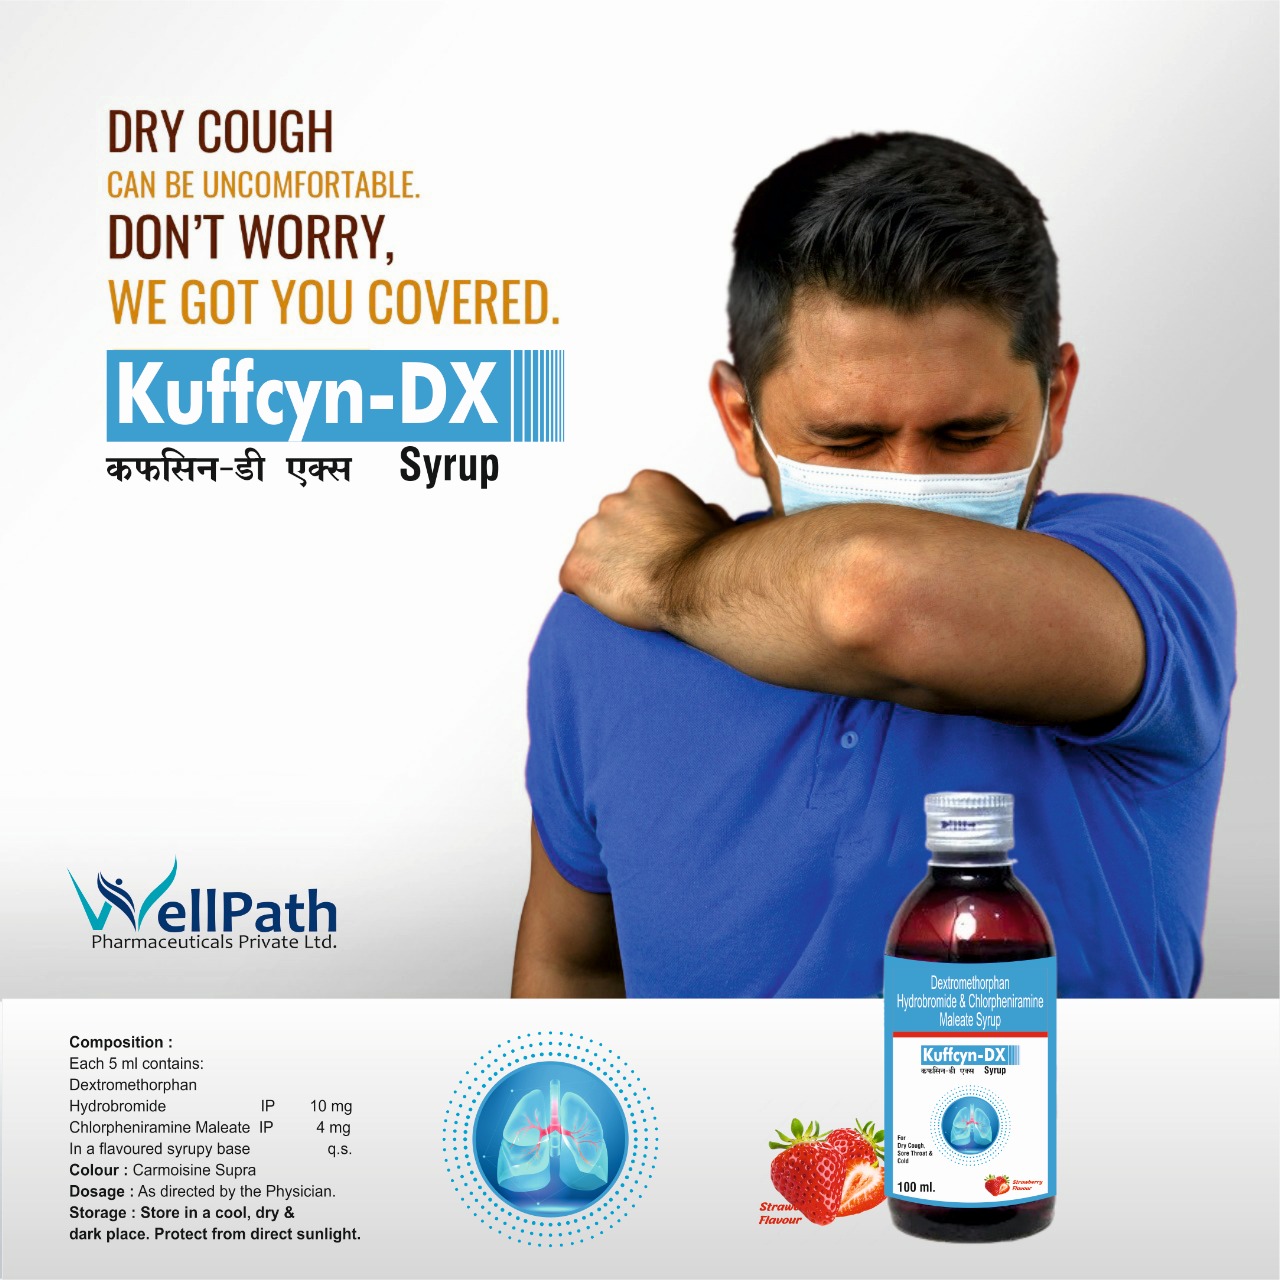 DRY COUGH
CAN BE UNCOMFORTABLE.
DON'T WORRY,
WE GOT YOU COVERED.
Kuffcyn-DX
कफसिन-डी एक्स Syrup
WellPath
Pharmaceuticals Private Ltd.
Composition :
Each 5 ml contains:
Dextromethorphan
Hydrobromide IP 10 mg
Chlorpheniramine Maleate IP 4 mg
In a flavoured syrupy base q.s.
Colour : Carmoisine Supra
Dosage : As directed by the Physician.
Storage : Store in a cool, dry &
dark place. Protect from direct sunlight.
Flavour
Dextromethorphan
Hydrobromide & Chlorpheniramine
Maleate Syrup
Kuffcyn-DX
कफसिन-डी एक्स Syrup
For
Dry Cough,
Sore Throat &
Cold
100 ml.
Strawberry
Flavour